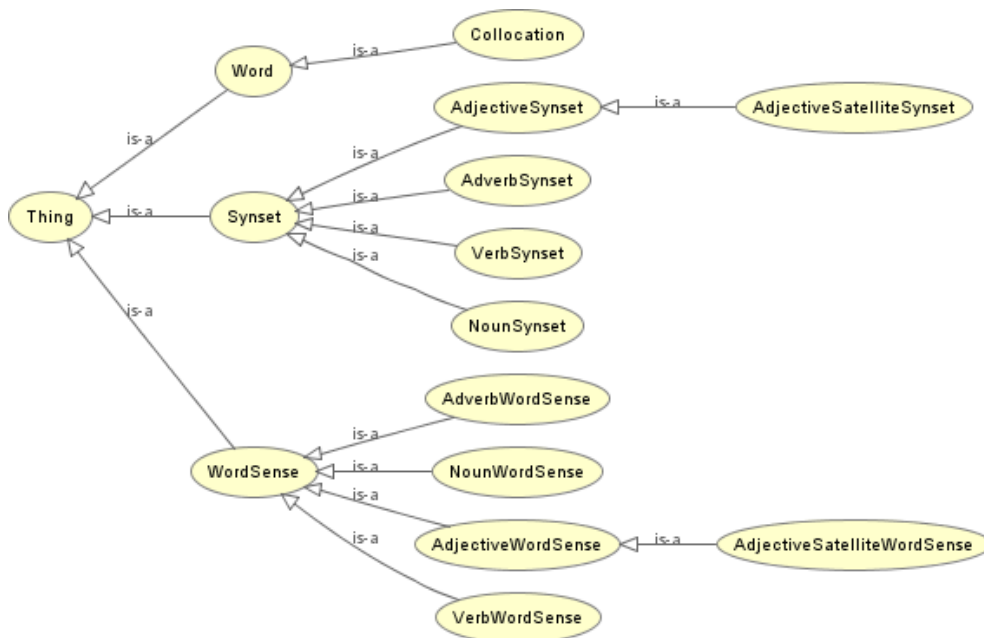 Collocation
is-a
Word
AdjectiveSynset
is-a
AdjectiveSatelliteSynset
is-a
is-a
AdverbSynset
is-a
Thing
is-a
Synset
is-a
VerbSynset
is-a
NounSynset
is-a
AdverbWordSense
is-a
WordSense
is-a
NounWordSense
is-a
AdjectiveWordSense
is-a
AdjectiveSatelliteWordSense
is-a
VerbWordSense